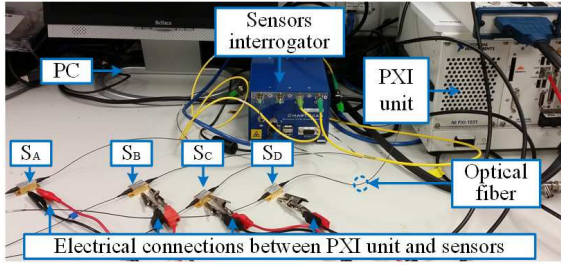 Sensors
interrogator
PC
PXI
unit
SA
SB
SC
SD
Optical
fiber
Electrical connections between PXI unit and sensors